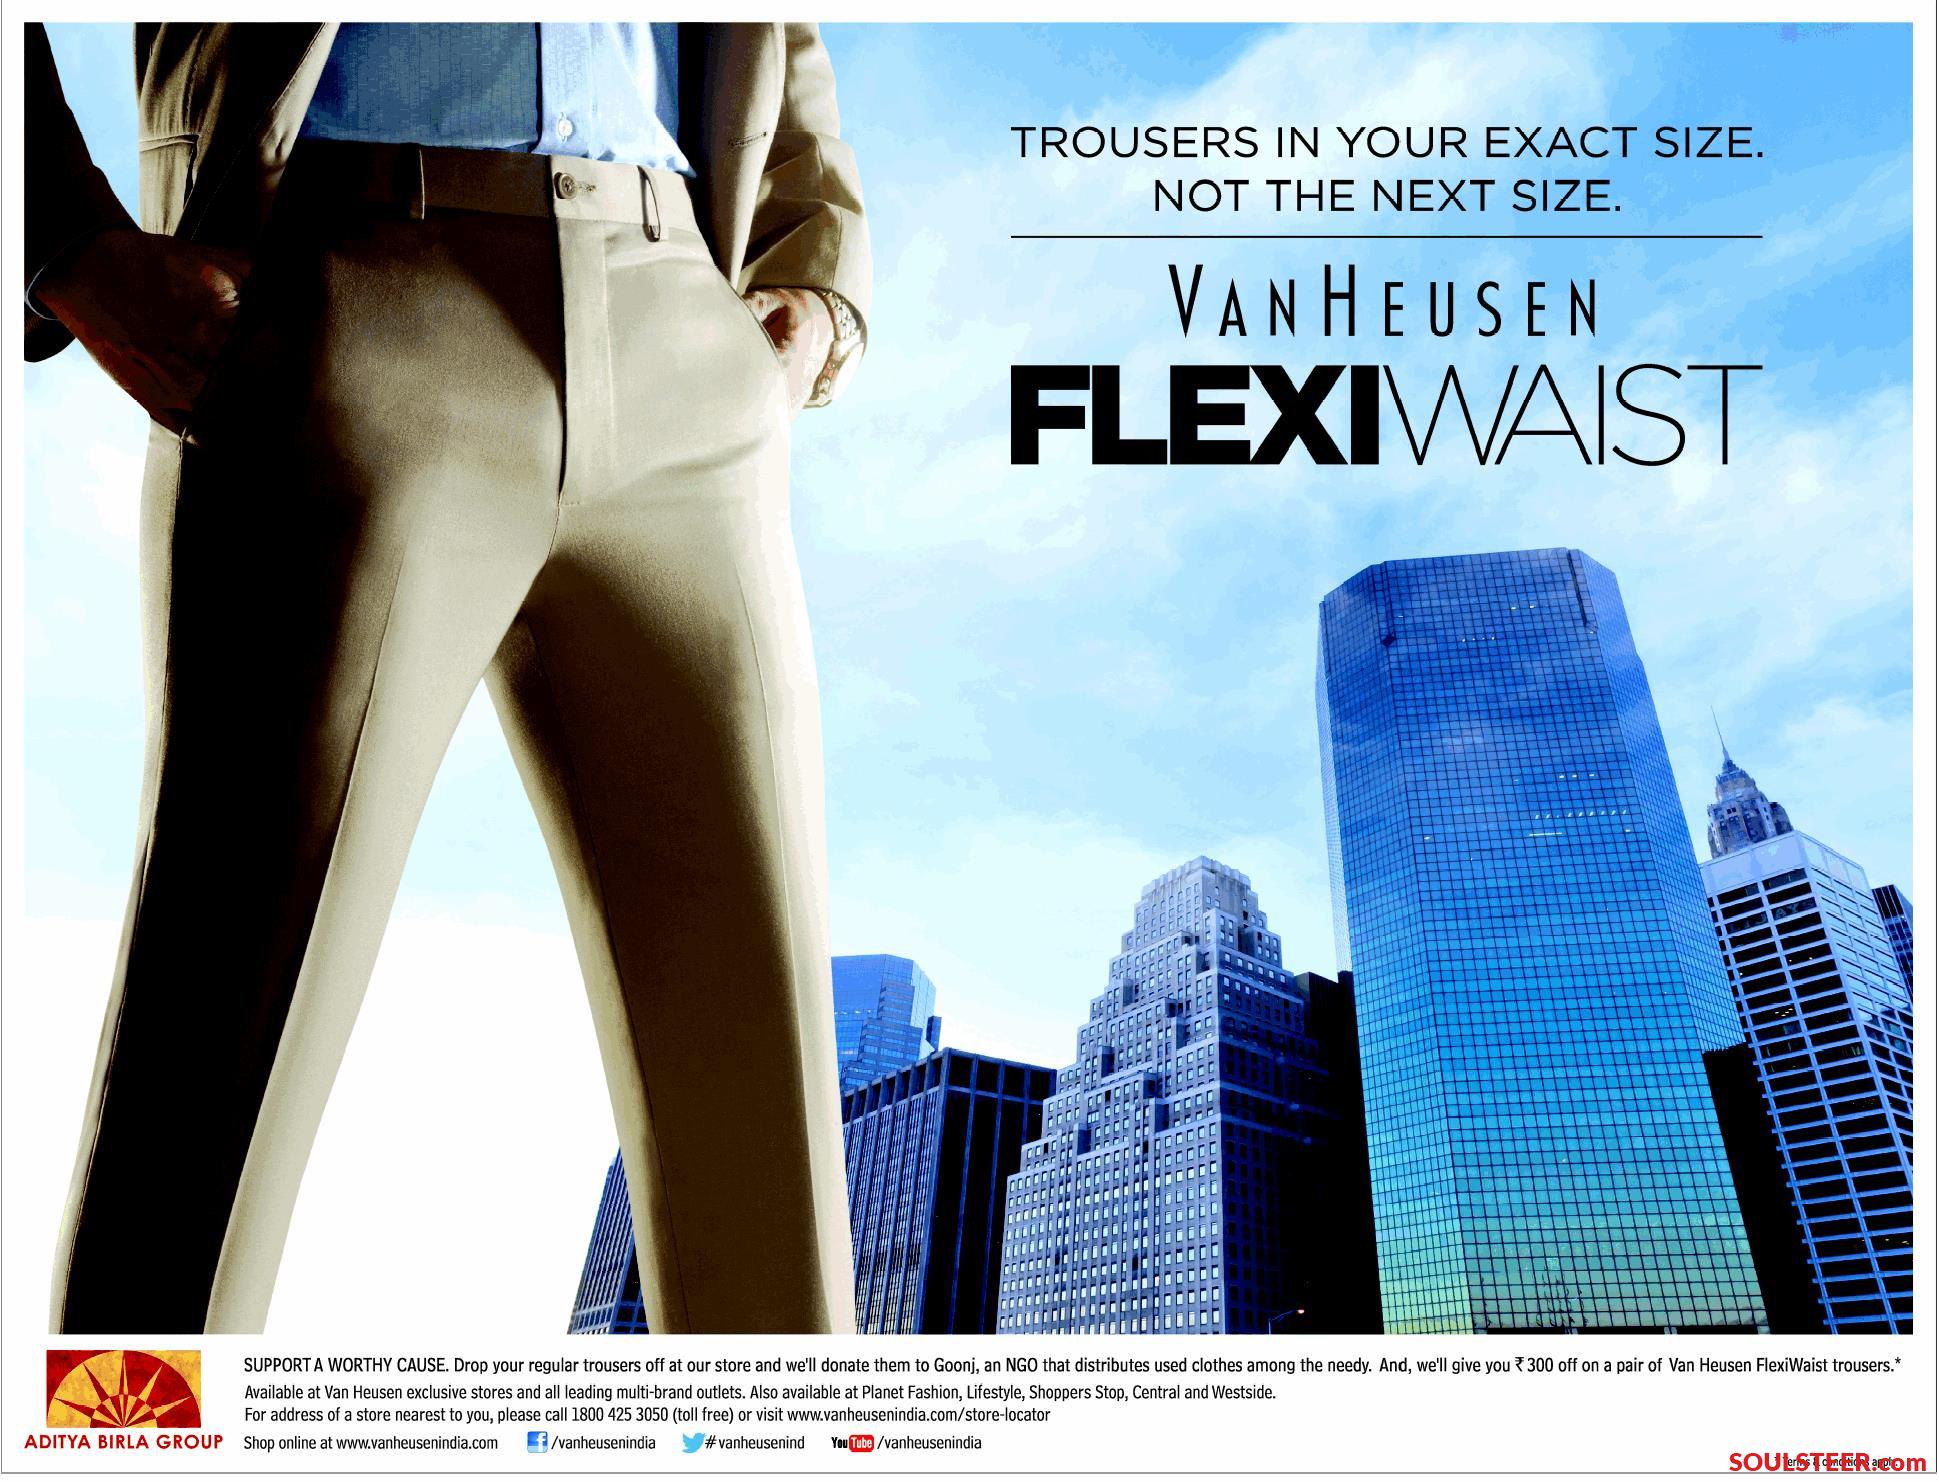 TROUSERS IN YOUR EXACT SIZE.
NOT THE NEXT SIZE.
VANHEUSEN
FLEXIWAIST
SUPPORT A WORTHY CAUSE. Drop your regular trousers off at our store and we'll donate them to Goonj, an NGO that distributes used clothes among the needy. And, we'll give you ₹ 300 off on a pair of Van Heusen FlexiWaist trousers.*
Available at Van Heusen exclusive stores and all leading multi-brand outlets. Also available at Planet Fashion, Lifestyle, Shoppers Stop, Central and Westside.
For address of a store nearest to you, please call 1800 425 3050 (toll free) or visit www.vanheusenindia.com/store-locator
ADITYA BIRLA GROUP
Shop online at www.vanheusenindia.com /vanheusenindia #vanheusenind YouTube /vanheusenindia
SOULSTEER.com